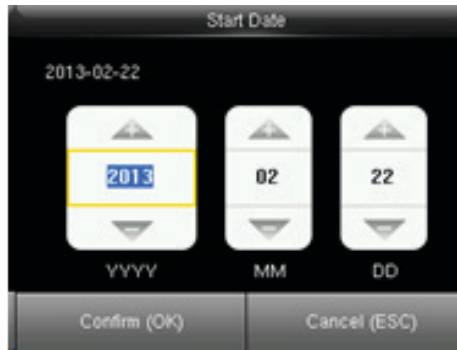 Start Date
2013-02-22
2013 02 22
YYYY MM DD
Confirm (OK) Cancel (ESC)